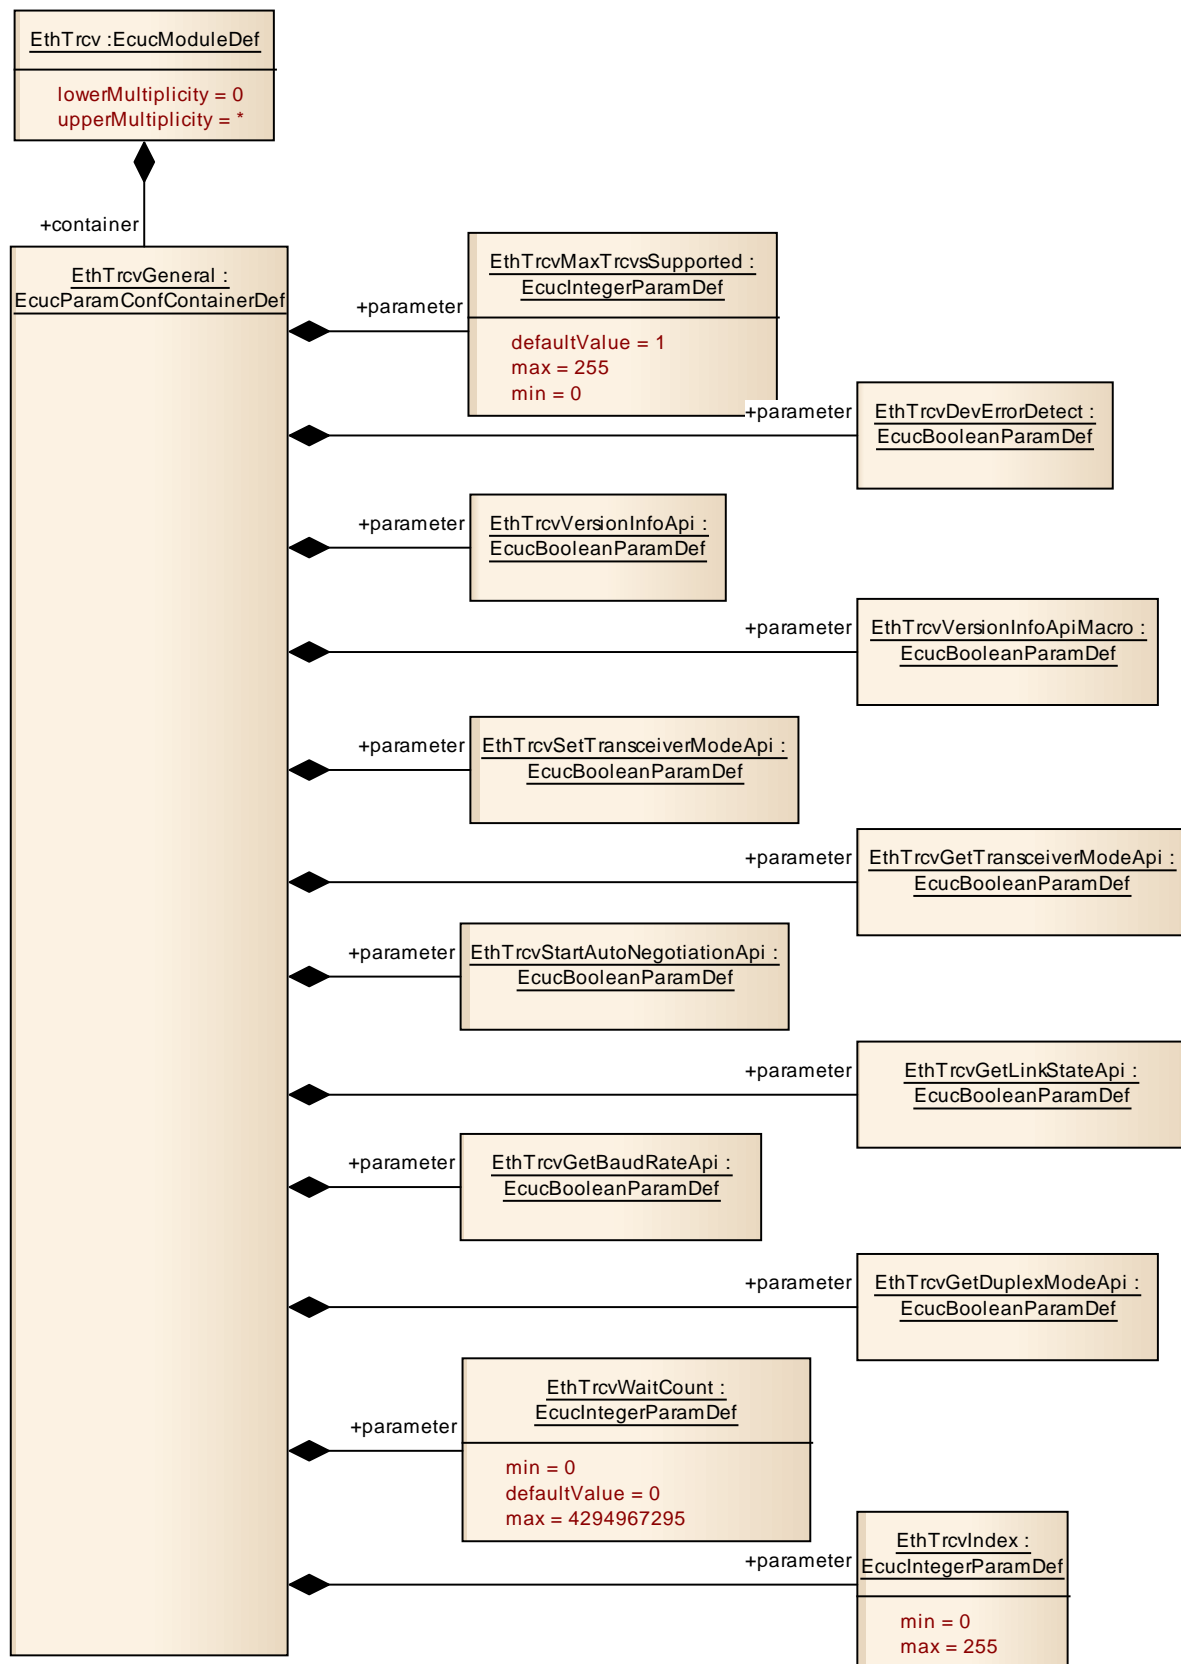 EthTrcv :EcucModuleDef
lowerMultiplicity = 0
upperMultiplicity = *
+container
EthTrcvGeneral :
EcucParamConfContainerDef
+parameter
EthTrcvMaxTrcvsSupported :
EcucIntegerParamDef
defaultValue = 1
max = 255
min = 0
+parameter
EthTrcvDevErrorDetect :
EcucBooleanParamDef
+parameter
EthTrcvVersionInfoApi :
EcucBooleanParamDef
+parameter
EthTrcvVersionInfoApiMacro :
EcucBooleanParamDef
+parameter
EthTrcvSetTransceiverModeApi :
EcucBooleanParamDef
+parameter
EthTrcvGetTransceiverModeApi :
EcucBooleanParamDef
+parameter
EthTrcvStartAutoNegotiationApi :
EcucBooleanParamDef
+parameter
EthTrcvGetLinkStateApi :
EcucBooleanParamDef
+parameter
EthTrcvGetBaudRateApi :
EcucBooleanParamDef
+parameter
EthTrcvGetDuplexModeApi :
EcucBooleanParamDef
+parameter
EthTrcvWaitCount :
EcucIntegerParamDef
min = 0
defaultValue = 0
max = 4294967295
+parameter
EthTrcvIndex :
EcucIntegerParamDef
min = 0
max = 255